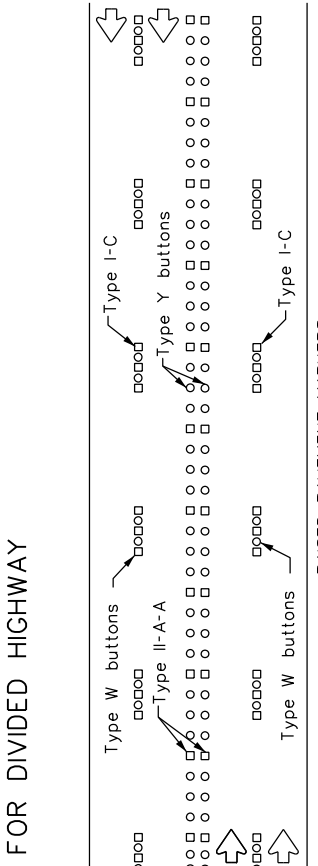 FOR DIVIDED HIGHWAY
Type I-C
Type Y buttons
Type W buttons
Type II-A-A
Type I-C
Type W buttons